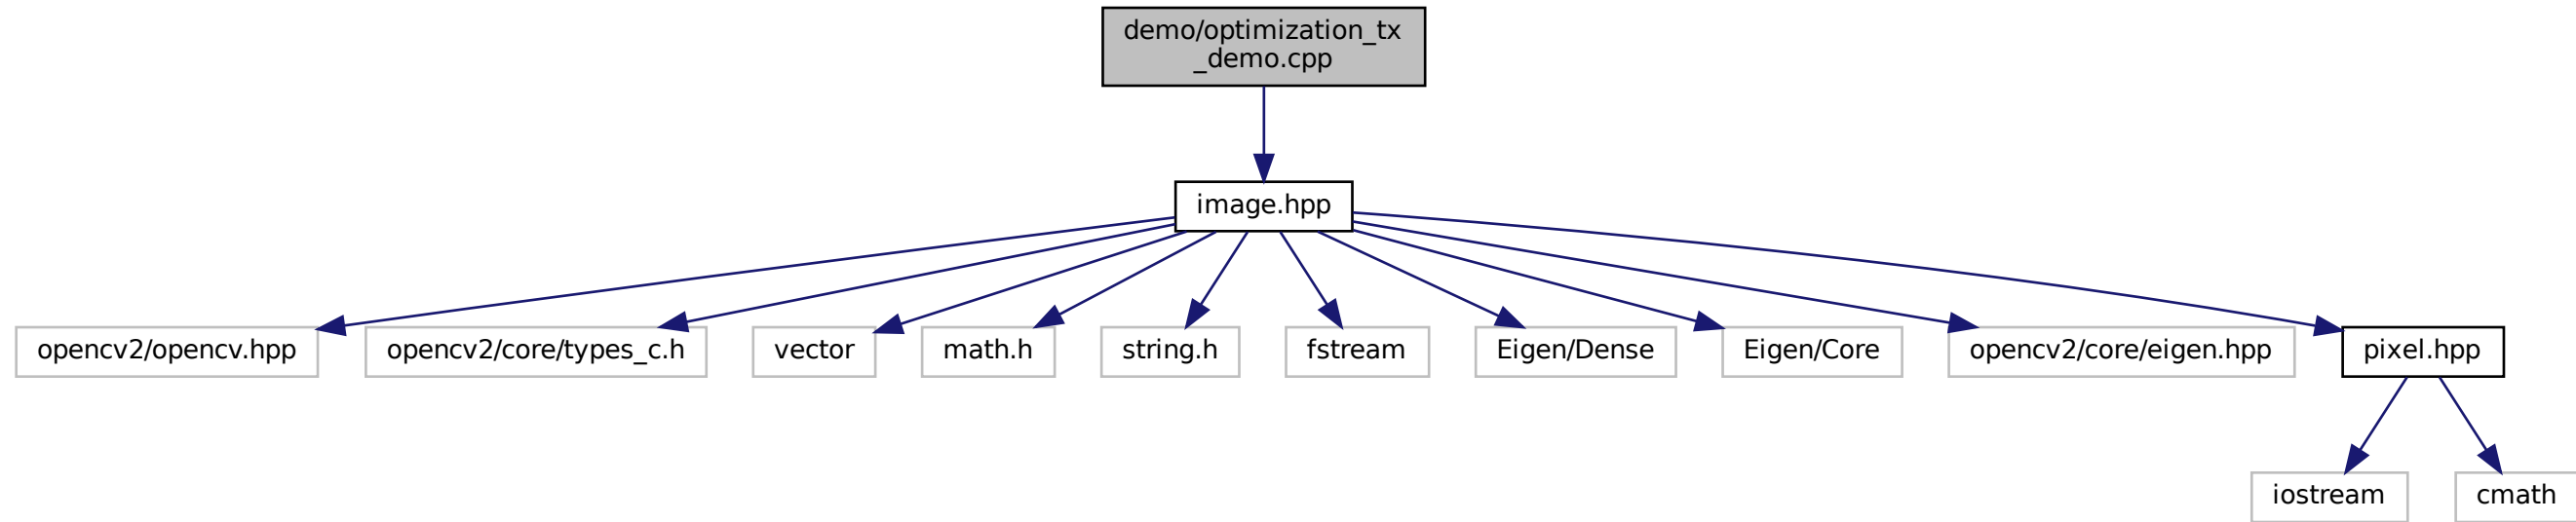 demo/optimization_tx
_demo.cpp
image.hpp
opencv2/opencv.hpp
opencv2/core/types_c.h
vector
math.h
string.h
fstream
Eigen/Dense
Eigen/Core
opencv2/core/eigen.hpp
pixel.hpp
iostream
cmath